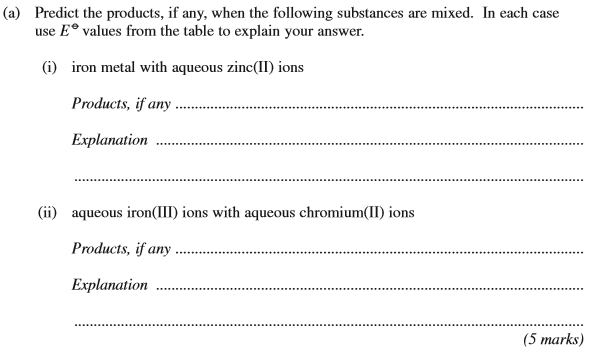 (a) Predict the products, if any, when the following substances are mixed. In each case
use E⦵ values from the table to explain your answer.
(i) iron metal with aqueous zinc(II) ions
Products, if any ..........................................................................................
Explanation ..........................................................................................
..........................................................................................
(ii) aqueous iron(III) ions with aqueous chromium(II) ions
Products, if any ..........................................................................................
Explanation ..........................................................................................
..........................................................................................
(5 marks)